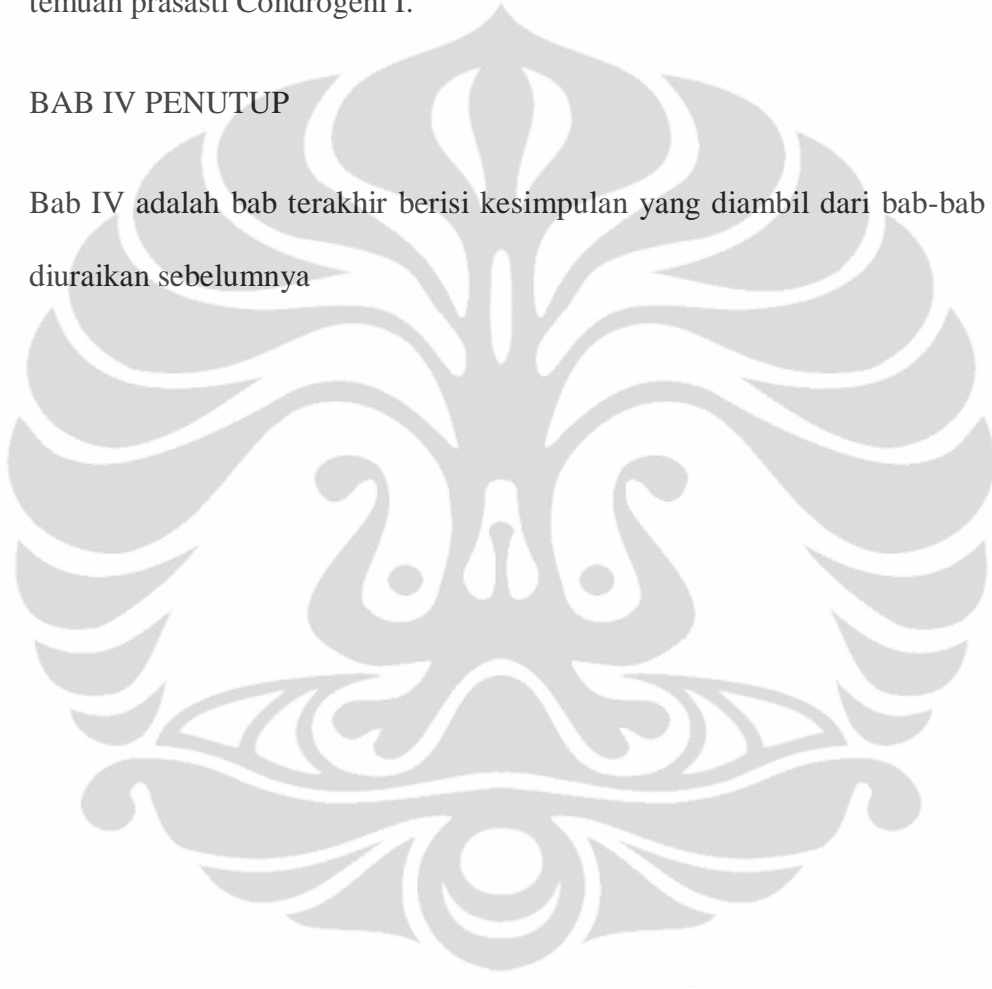 temuan prasasti Condrogeni I.
BAB IV PENUTUP
Bab IV adalah bab terakhir berisi kesimpulan yang diambil dari bab-bab
diuraikan sebelumnya